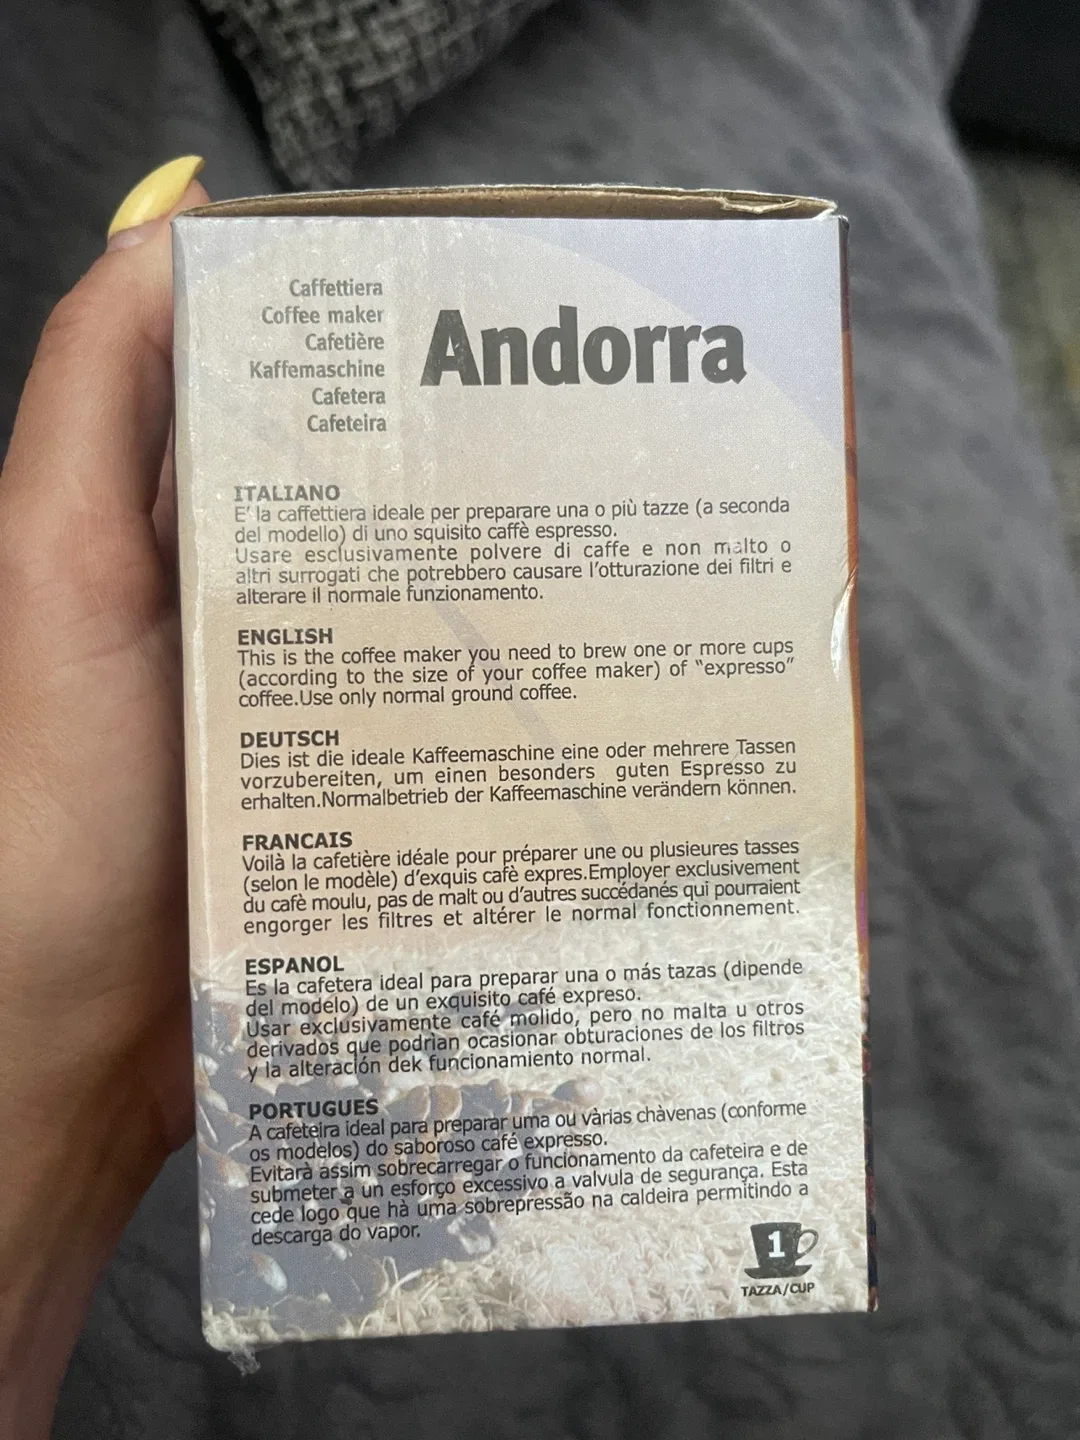 Caffettiera
Coffee maker
Cafetière
Kaffemaschine
Cafetera
Cafeteira
Andorra
ITALIANO
E' la caffettiera ideale per preparare una o più tazze (a seconda
del modello) di uno squisito caffè espresso.
Usare esclusivamente polvere di caffe e non malto o
altri surrogati che potrebbero causare l'otturazione dei filtri e
alterare il normale funzionamento.
ENGLISH
This is the coffee maker you need to brew one or more cups
(according to the size of your coffee maker) of "expresso"
coffee.Use only normal ground coffee.
DEUTSCH
Dies ist die ideale Kaffeemaschine eine oder mehrere Tassen
vorzubereiten, um einen besonders guten Espresso zu
erhalten.Normalbetrieb der Kaffeemaschine verändern können.
FRANCAIS
Voilà la cafetière idéale pour préparer une ou plusieures tasses
(selon le modèle) d'exquis cafè expres.Employer exclusivement
du cafè moulu, pas de malt ou d'autres succédanés qui pourraient
engorger les filtres et altérer le normal fonctionnement.
ESPANOL
Es la cafetera ideal para preparar una o más tazas (dipende
del modelo) de un exquisito café expreso.
Usar exclusivamente café molido, pero no malta u otros
derivados que podrìan ocasionar obturaciones de los filtros
y la alteración dek funcionamiento normal.
PORTUGUES
A cafeteira ideal para preparar uma ou vàrias chàvenas (conforme
os modelos) do saboroso café expresso.
Evitarà assim sobrecarregar o funcionamento da cafeteira e de
submeter a un esforço excessivo a valvula de segurança. Esta
cede logo que hà uma sobrepressão na caldeira permitindo a
descarga do vapor.
1
TAZZA/CUP